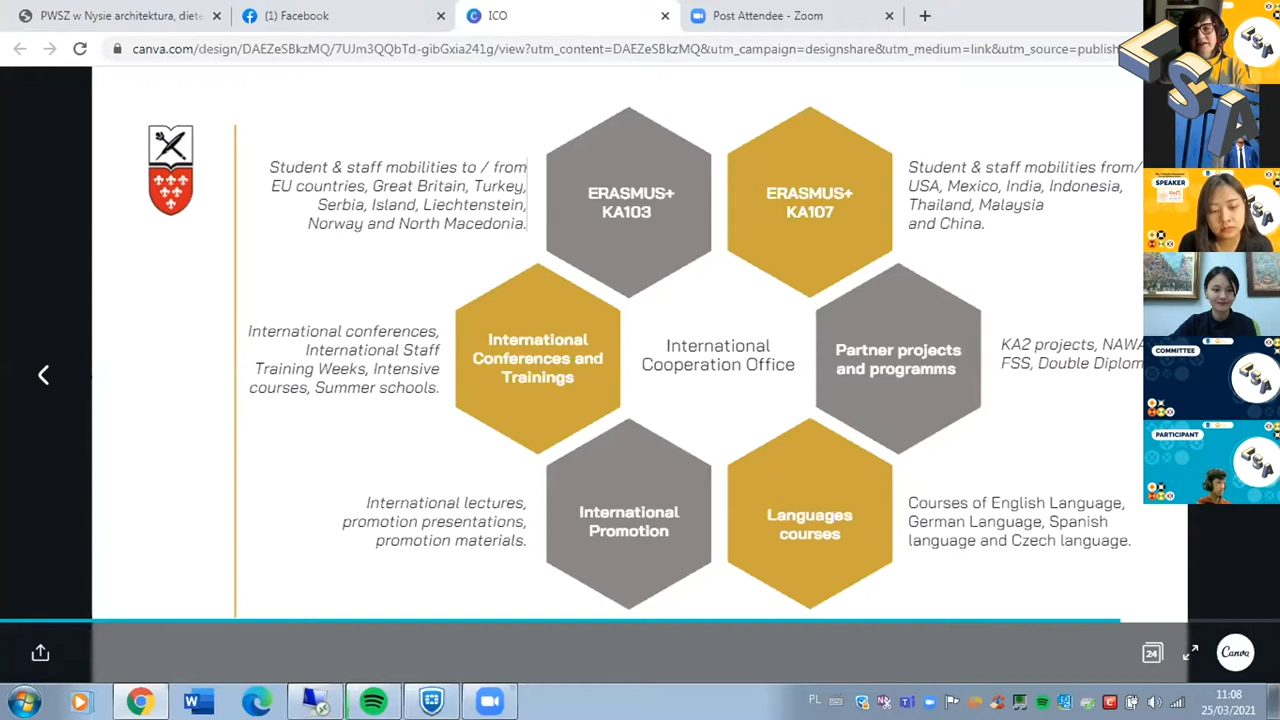 PWSZ w Nysie architektura, diete
(1) Facebook
ICO
Post Attendee - Zoom
canva.com/design/DAEZeSBkzMQ/7UJm3QQbTd-gibGxia241g/view?utm_content=DAEZeSBkzMQ&utm_campaign=designshare&utm_medium=link&utm_source=publish
Student & staff mobilities to / from
EU countries, Great Britain, Turkey,
Serbia, Island, Liechtenstein,
Norway and North Macedonia.
ERASMUS+
KA103
ERASMUS+
KA107
Student & staff mobilities from/
USA, Mexico, India, Indonesia,
Thailand, Malaysia
and China.
International conferences,
International Staff
Training Weeks, Intensive
courses, Summer schools.
International
Conferences and
Trainings
International
Cooperation Office
Partner projects
and programms
KA2 projects, NAWA
FSS, Double Diplom
International lectures,
promotion presentations,
promotion materials.
International
Promotion
Languages
courses
Courses of English Language,
German Language, Spanish
language and Czech language.
LSA
SPEAKER
COMMITTEE
LSA
PARTICIPANT
LSA
24
Canva
PL
11:08
25/03/2021